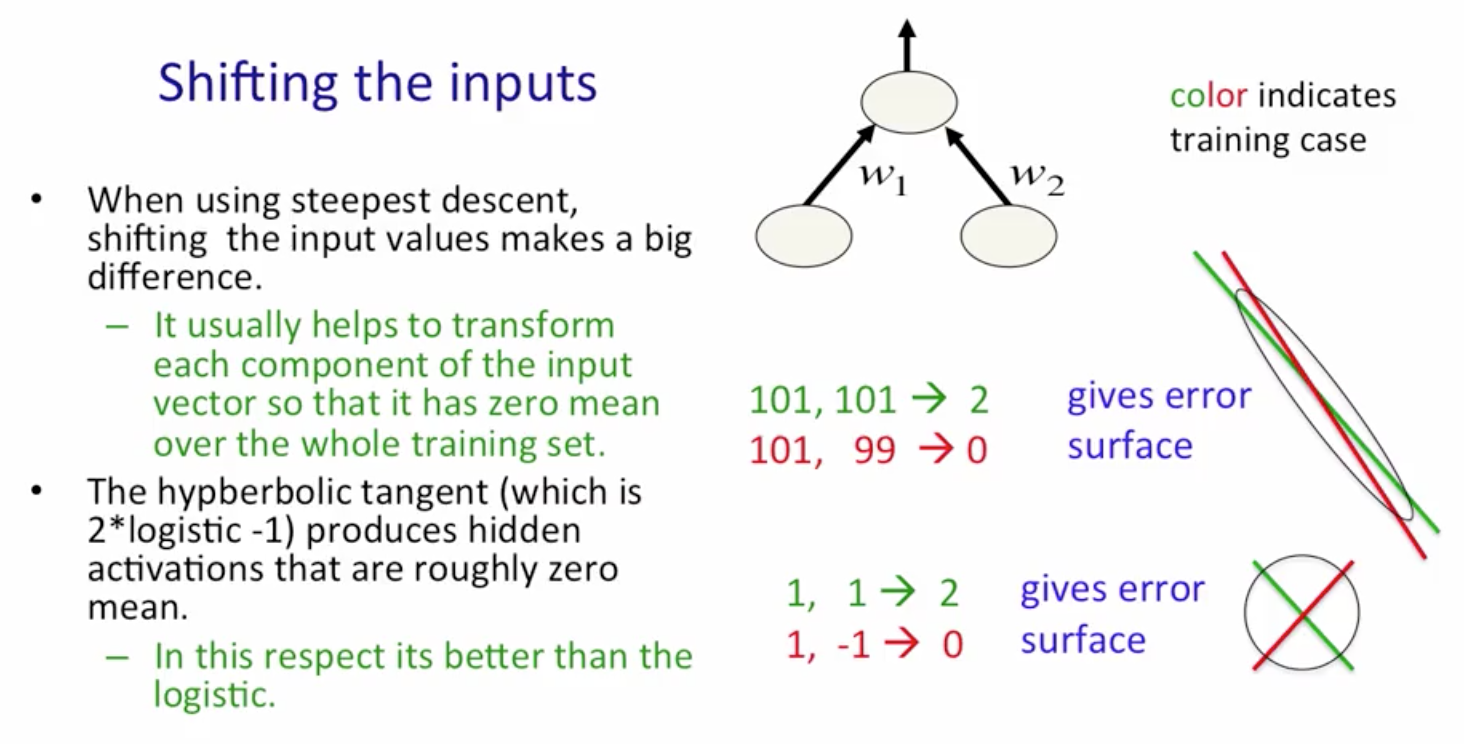 Shifting the inputs
• When using steepest descent,
shifting the input values makes a big
difference.
– It usually helps to transform
each component of the input
vector so that it has zero mean
over the whole training set.
• The hypberbolic tangent (which is
2*logistic -1) produces hidden
activations that are roughly zero
mean.
– In this respect its better than the
logistic.
w1 w2
color indicates
training case
101, 101 → 2
101, 99 → 0
gives error
surface
1, 1 → 2
1, -1 → 0
gives error
surface